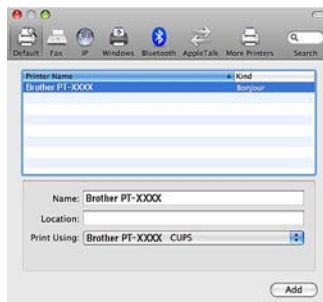 Default Fax IP Windows Bluetooth AppleTalk More Printers Search
Printer Name Kind
Brother PT-XXXX Bonjour
Name: Brother PT-XXXX
Location:
Print Using: Brother PT-XXXX CUPS
Add